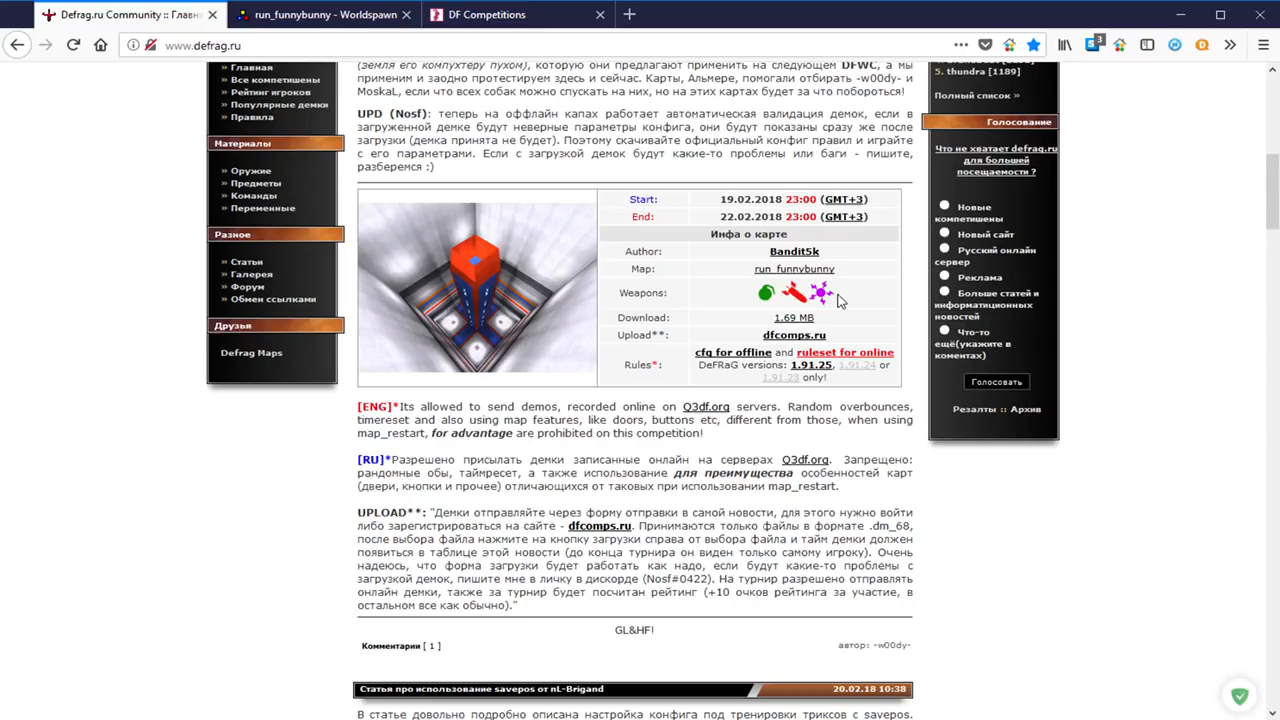 Defrag.ru Community :: Главна
run_funnybunny - Worldspawn
DF Competitions
www.defrag.ru
3
» Главная
» Все компетишены
» Рейтинг игроков
» Популярные демки
» Правила
Материалы
» Оружие
» Предметы
» Команды
» Переменные
Разное
» Статьи
» Галерея
» Форум
» Обмен ссылками
Друзья
Defrag Maps
(земля его компухтеру пухом), которую они предлагают применить на следующем DFWC, а мы
применим и заодно протестируем здесь и сейчас. Карты, Альмере, помогали отбирать -w00dy- и
MoskaL, если что всех собак можно спускать на них, но на этих картах будет за что побороться!
UPD (Nosf): теперь на оффлайн капах работает автоматическая валидация демок, если в
загруженной демке будут неверные параметры конфига, они будут показаны сразу же после
загрузки (демка принята не будет). Поэтому скачивайте официальный конфиг правил и играйте
с его параметрами. Если с загрузкой демок будут какие-то проблемы или баги - пишите,
разберемся :)
Start: 19.02.2018 23:00 (GMT+3)
End: 22.02.2018 23:00 (GMT+3)
Инфа о карте
Author: Bandit5k
Map: run_funnybunny
Weapons:
Download: 1.69 MB
Upload**: dfcomps.ru
Rules*: cfg for offline and ruleset for online
DeFRaG versions: 1.91.25, 1.91.24 or
1.91.23 only!
[ENG]*Its allowed to send demos, recorded online on Q3df.org servers. Random overbounces,
timereset and also using map features, like doors, buttons etc, different from those, when using
map_restart, for advantage are prohibited on this competition!
[RU]*Разрешено присылать демки записанные онлайн на серверах Q3df.org. Запрещено:
рандомные обы, таймресет, а также использование для преимущества особенностей карт
(двери, кнопки и прочее) отличающихся от таковых при использовании map_restart.
UPLOAD**: "Демки отправляйте через форму отправки в самой новости, для этого нужно войти
либо зарегистрироваться на сайте - dfcomps.ru. Принимаются только файлы в формате .dm_68,
после выбора файла нажмите на кнопку загрузки справа от выбора файла и тайм демки должен
появиться в таблице этой новости (до конца турнира он виден только самому игроку). Очень
надеюсь, что форма загрузки будет работать как надо, если будут какие-то проблемы с
загрузкой демок, пишите мне в личку в дискорде (Nosf#0422). На турнир разрешено отправлять
онлайн демки, также за турнир будет посчитан рейтинг (+10 очков рейтинга за участие, в
остальном все как обычно)."
GL&HF!
Комментарии [ 1 ]
автор: -w00dy-
Статья про использование savepos от nL-Brigand 20.02.18 10:38
В статье довольно подробно описана настройка конфига под тренировки триксов с savepos.
5. thundra [1189]
Полный список »
Голосование
Что не хватает defrag.ru
для большей
посещаемости ?
Новые
компетишены
Новый сайт
Русский онлайн
сервер
Реклама
Больше статей и
информатионных
новостей
Что-то
ещё(укажите в
коментах)
Голосовать
Резалты :: Архив